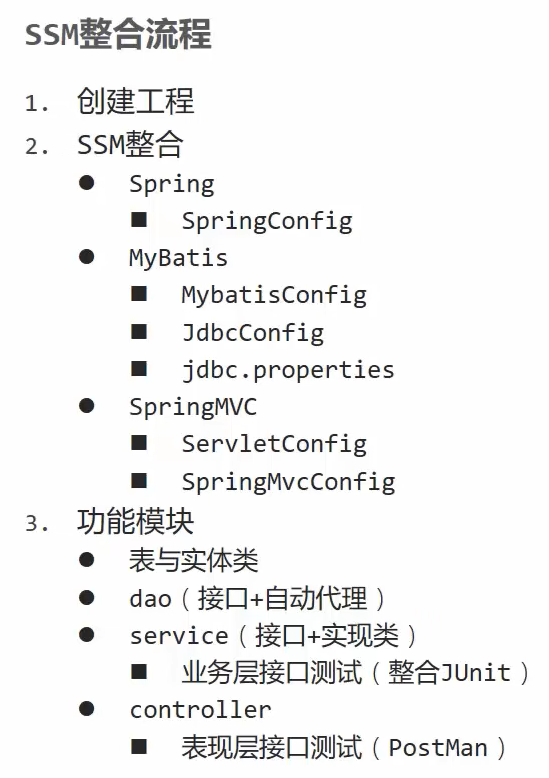 SSM整合流程
1. 创建工程
2. SSM整合
● Spring
■ SpringConfig
● MyBatis
■ MybatisConfig
■ JdbcConfig
■ jdbc.properties
● SpringMVC
■ ServletConfig
■ SpringMvcConfig
3. 功能模块
● 表与实体类
● dao（接口+自动代理）
● service（接口+实现类）
■ 业务层接口测试（整合JUnit）
● controller
■ 表现层接口测试（PostMan）